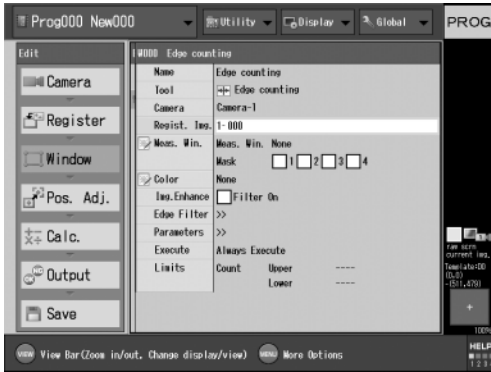 Prog000 New000
Utility
Display
Global
PROG
Edit
W000 Edge counting
Camera
Register
Window
Pos. Adj.
Calc.
Output
Save
Name Edge counting
Tool Edge counting
Camera Camera-1
Regist. Img. 1-000
Meas. Win. Meas. Win. None
Mask 1 2 3 4
Color None
Img.Enhance Filter On
Edge Filter >>
Parameters >>
Execute Always Execute
Limits Count Upper ----
Lower ----
raw scrn
current img.
Template:00
(0,0)
-(511,479)
100%
VIEW View Bar(Zoom in/out, Change display/view) MENU More Options
HELP
1 2 3